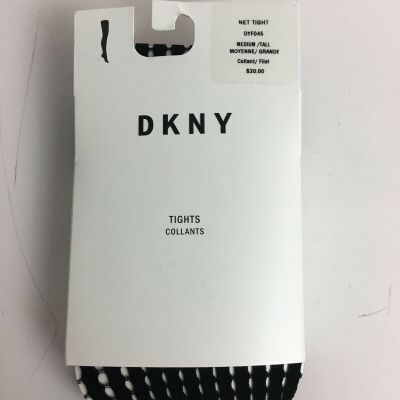 NET TIGHT
DYF045
MEDIUM /TALL
MOYENNE/ GRANDE
Collant/ Filet
$20.00
DKNY
TIGHTS
COLLANTS